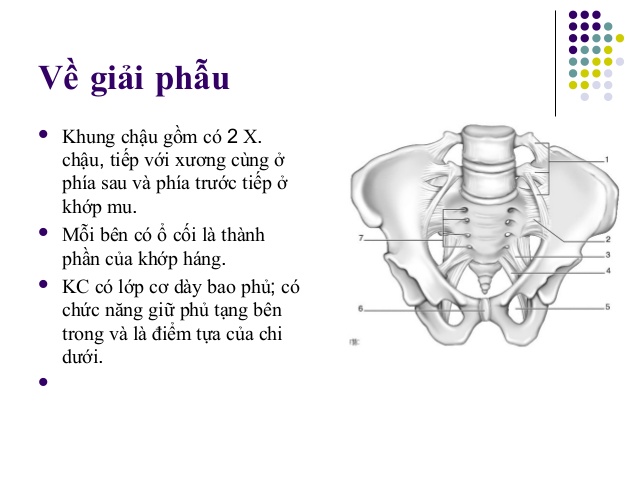 Về giải phẫu
Khung chậu gồm có 2 X.
chậu, tiếp với xương cùng ở
phía sau và phía trước tiếp ở
khớp mu.
Mỗi bên có ổ cối là thành
phần của khớp háng.
KC có lớp cơ dày bao phủ; có
chức năng giữ phủ tạng bên
trong và là điểm tựa của chi
dưới.
1
2
7
3
4
6
5